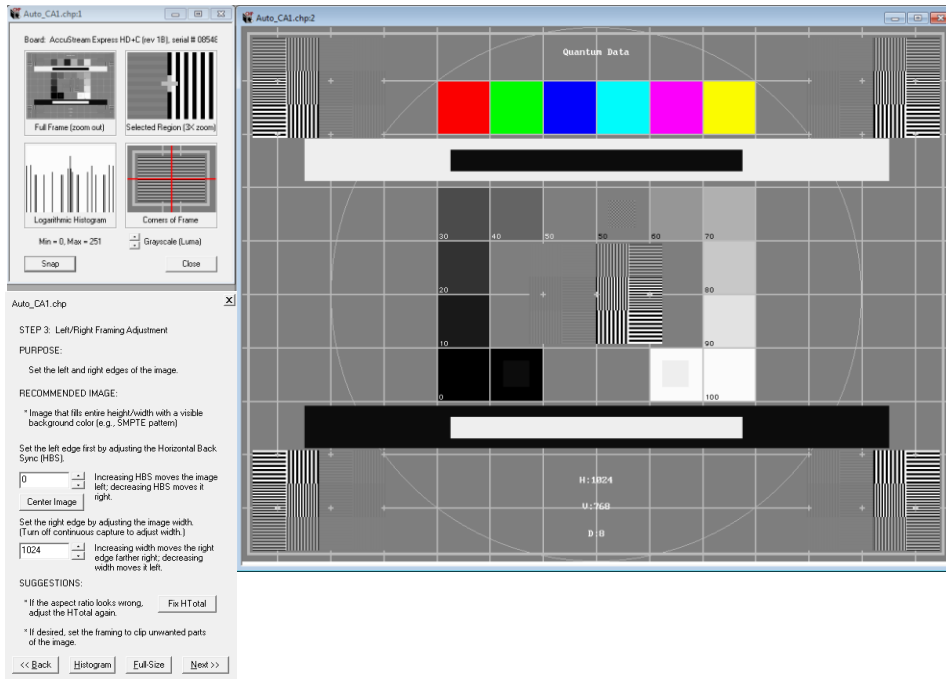 Auto_CA1.chp:1
Board: AccuStream Express HD+C (rev 1B), serial # 0854E
Full Frame (zoom out)
Selected Region (3X zoom)
Logarithmic Histogram
Corners of Frame
Min = 0, Max = 251
Grayscale (Luma)
Snap
Close
Auto_CA1.chp
x
STEP 3: Left/Right Framing Adjustment
PURPOSE:
Set the left and right edges of the image.
RECOMMENDED IMAGE:
* Image that fills entire height/width with a visible
background color (e.g., SMPTE pattern)
Set the left edge first by adjusting the Horizontal Back
Sync (HBS).
0
Increasing HBS moves the image
left; decreasing HBS moves it
right.
Center Image
Set the right edge by adjusting the image width.
(Turn off continuous capture to adjust width.)
1024
Increasing width moves the right
edge farther right; decreasing
width moves it left.
SUGGESTIONS:
* If the aspect ratio looks wrong,
adjust the HTotal again.
Fix HTotal
* If desired, set the framing to clip unwanted parts
of the image.
<< Back
Histogram
Full-Size
Next >>
Auto_CA1.chp:2
Quantum Data
30 40 50 50 60 70
20 80
10 90
0 100
H:1024
V:768
D:8